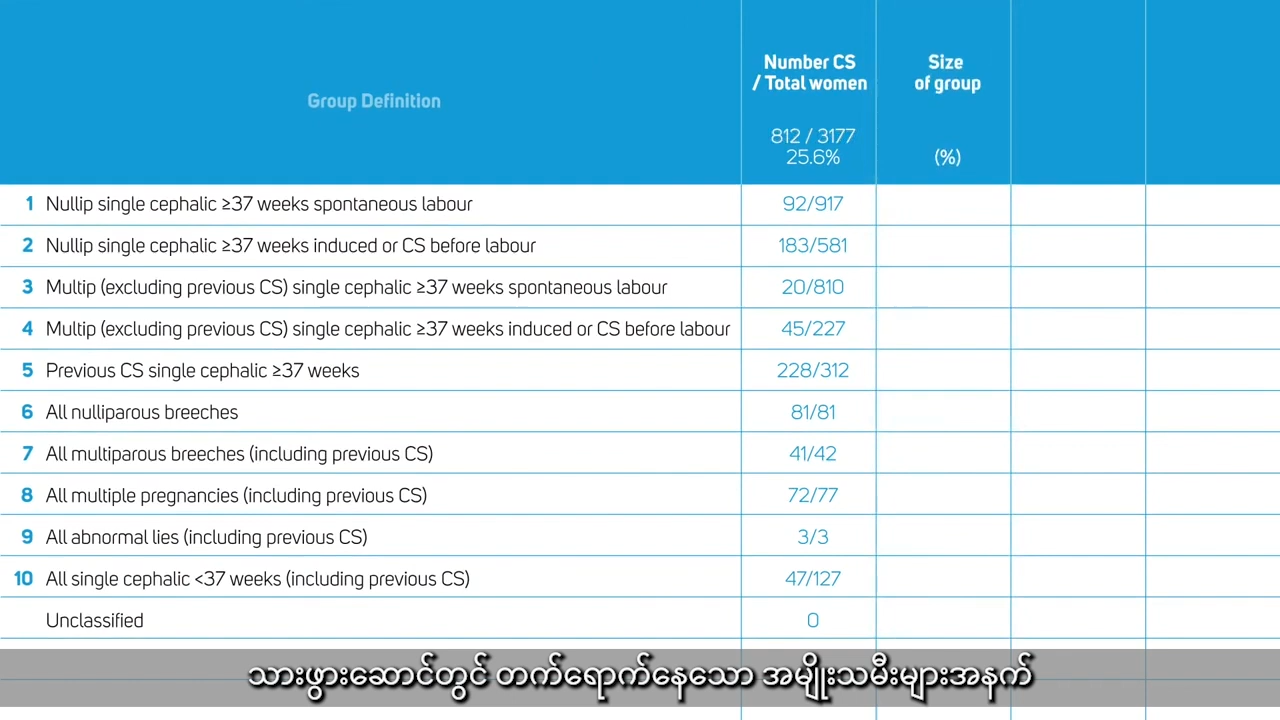 Group Definition
Number CS
/ Total women
812 / 3177
25.6%
Size
of group
(%)
1 Nullip single cephalic ≥37 weeks spontaneous labour 92/917
2 Nullip single cephalic ≥37 weeks induced or CS before labour 183/581
3 Multip (excluding previous CS) single cephalic ≥37 weeks spontaneous labour 20/810
4 Multip (excluding previous CS) single cephalic ≥37 weeks induced or CS before labour 45/227
5 Previous CS single cephalic ≥37 weeks 228/312
6 All nulliparous breeches 81/81
7 All multiparous breeches (including previous CS) 41/42
8 All multiple pregnancies (including previous CS) 72/77
9 All abnormal lies (including previous CS) 3/3
10 All single cephalic <37 weeks (including previous CS) 47/127
Unclassified 0
သားဖွားဆောင်တွင် တက်ရောက်နေသော အမျိုးသမီးများအနက်